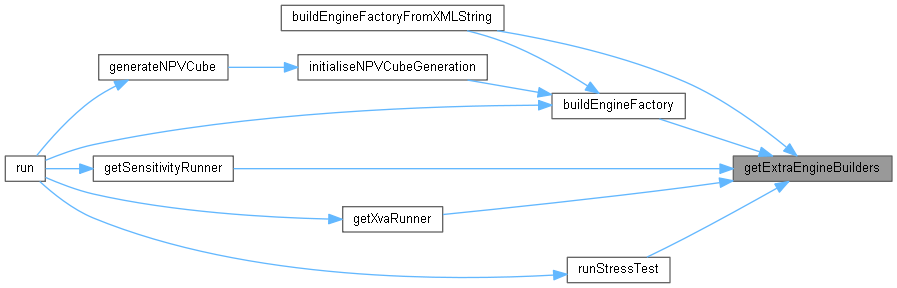 buildEngineFactoryFromXMLString
generateNPVCube
initialiseNPVCubeGeneration
buildEngineFactory
run
getSensitivityRunner
getExtraEngineBuilders
getXvaRunner
runStressTest